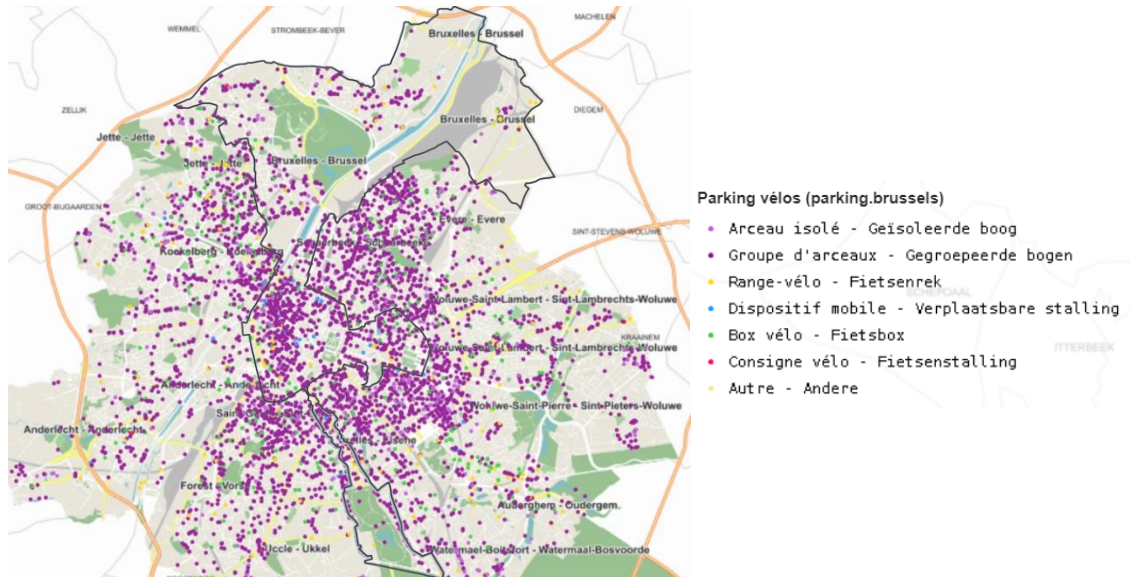 WEMMEL
STROMBEEK-BEVER
MACHELEN
Bruxelles - Brussel
ZELLIK
DIEGEM
Bruxelles - Brussel
Jette - Jette
Jette - Jette
Bruxelles - Brussel
GROOT-BIJGAARDEN
Evere - Evere
SINT-STEVENS-WOLUWE
Schaerbeek - Schaerbeek
Koekelberg - Koekelberg
Woluwe-Saint-Lambert - Sint-Lambrechts-Woluwe
KRAAINEM
Woluwe-Saint-Lambert - Sint-Lambrechts-Woluwe
Anderlecht - Anderlecht
Woluwe-Saint-Pierre - Sint-Pieters-Woluwe
Anderlecht - Anderlecht
Forest - Vorst
Auderghem - Oudergem
Uccle - Ukkel
Watermael-Boitsfort - Watermaal-Bosvoorde
Parking vélos (parking.brussels)
Arceau isolé - Geïsoleerde boog
Groupe d'arceaux - Gegroepeerde bogen
Range-vélo - Fietsenrek
SCHEPDAAL
Dispositif mobile - Verplaatsbare stalling
Box vélo - Fietsbox
ITTERBEEK
Consigne vélo - Fietsenstalling
Autre - Andere